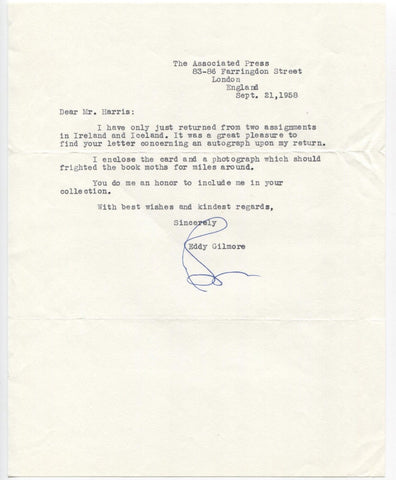 The Associated Press
83-86 Farringdon Street
London
England
Sept. 21,1958
Dear Mr. Harris:
I have only just returned from two assignments
in Ireland and Iceland. It was a great pleasure to
find your letter concerning an autograph upon my return.
I enclose the card and a photograph which should
frighted the book moths for miles around.
You do me an honor to include me in your
collection.
With best wishes and kindest regards,
Sincerely
Eddy Gilmore